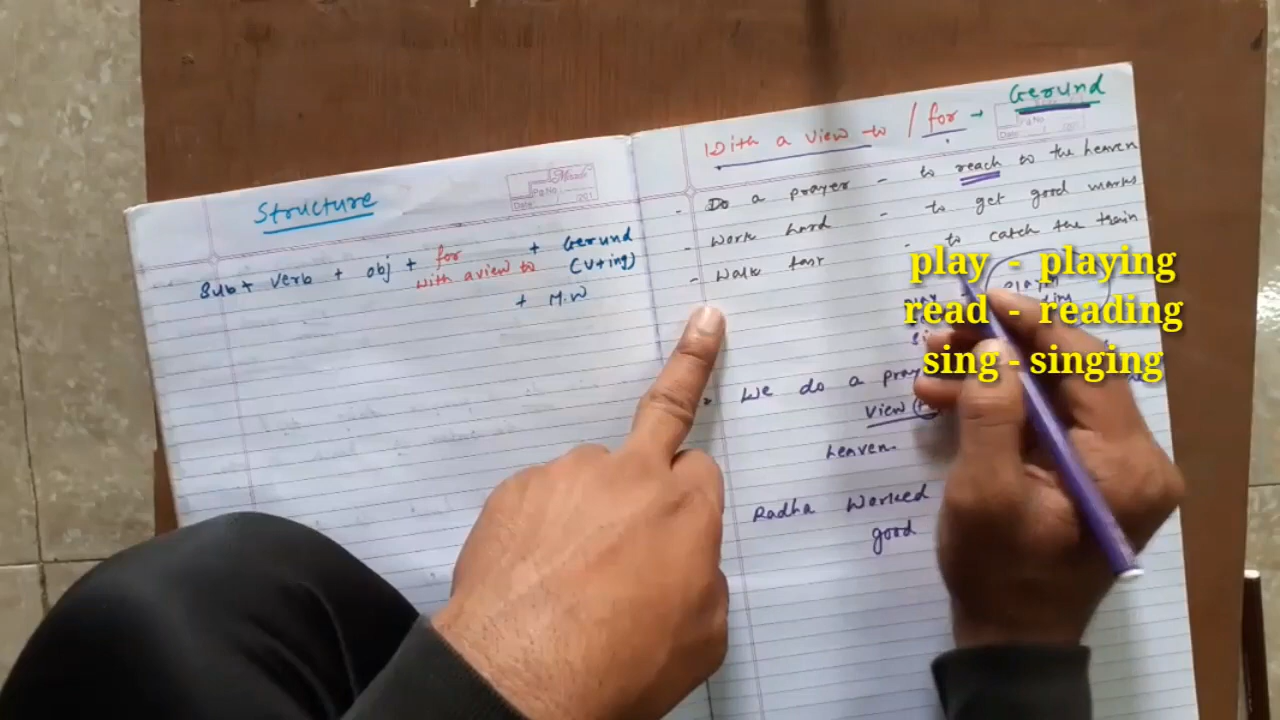 Structure
Sub + verb + obj + for + Gerund
with a view to (V+ing)
+ M.W
With a view to / for → Gerund
- Do a prayer - to reach to the heaven
- Work hard - to get good marks
- Walk fast - to catch the train
play - playing
read - reading
sing - singing
We do a pray
view
heaven.
Radha Worked
good